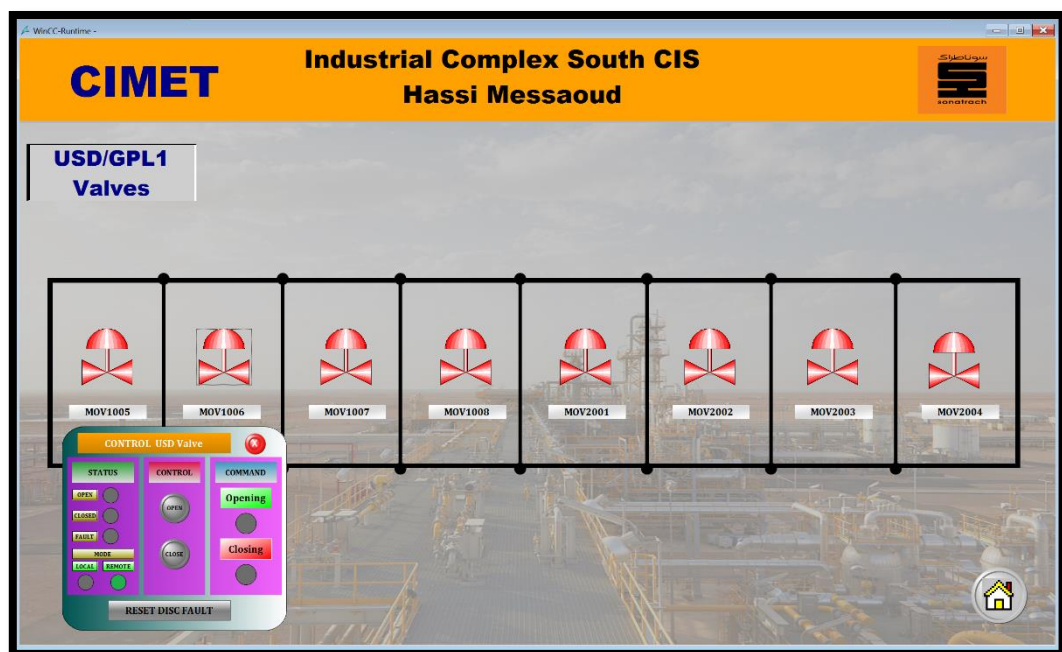 WinCC-Runtime -
CIMET
Industrial Complex South CIS
Hassi Messaoud
سوناطراك
sonatrach
USD/GPL1
Valves
MOV1005
MOV1006
MOV1007
MOV1008
MOV2001
MOV2002
MOV2003
MOV2004
CONTROL USD Valve
STATUS
CONTROL
COMMAND
OPEN
CLOSED
FAULT
MODE
LOCAL
REMOTE
OPEN
CLOSE
Opening
Closing
RESET DISC FAULT